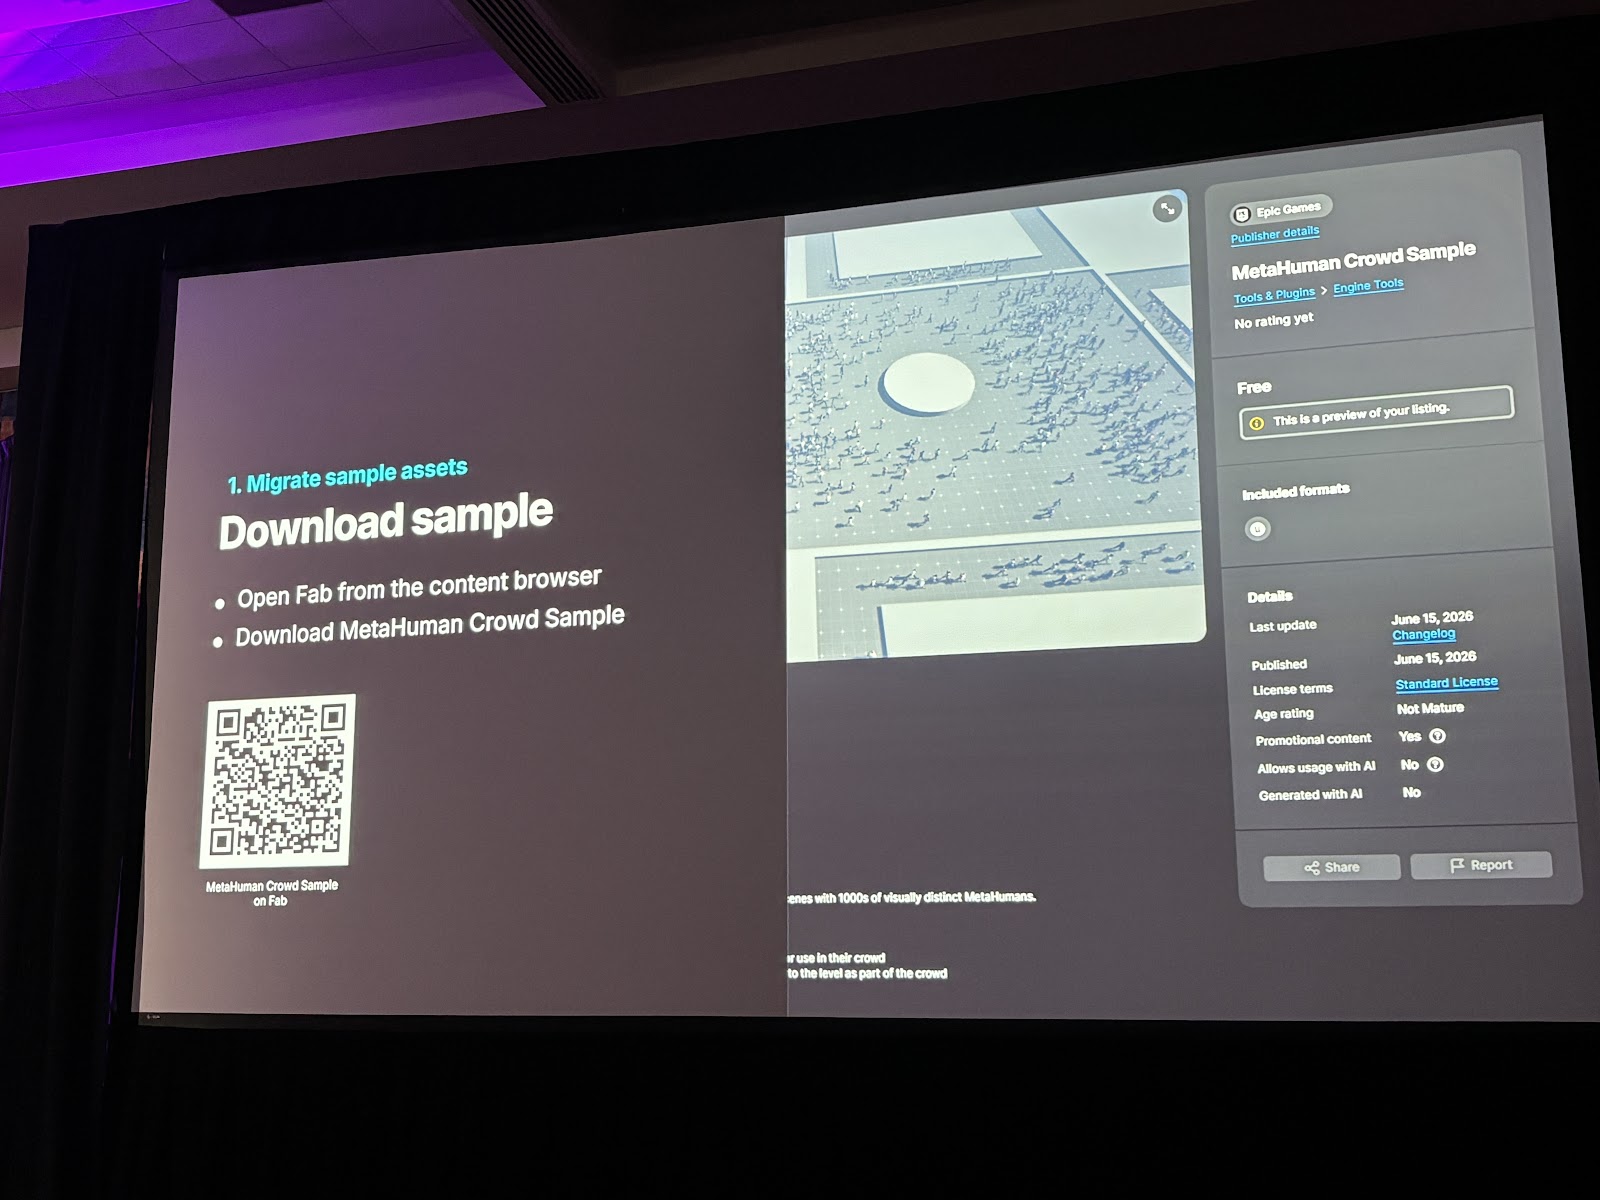 1. Migrate sample assets
Download sample
Open Fab from the content browser
Download MetaHuman Crowd Sample
MetaHuman Crowd Sample
on Fab
enes with 1000s of visually distinct MetaHumans.
r use in their crowd
to the level as part of the crowd
Epic Games
Publisher details
MetaHuman Crowd Sample
Tools & Plugins > Engine Tools
No rating yet
Free
This is a preview of your listing.
Included formats
Details
Last update June 15, 2026
Changelog
Published June 15, 2026
License terms Standard License
Age rating Not Mature
Promotional content Yes
Allows usage with AI No
Generated with AI No
Share
Report